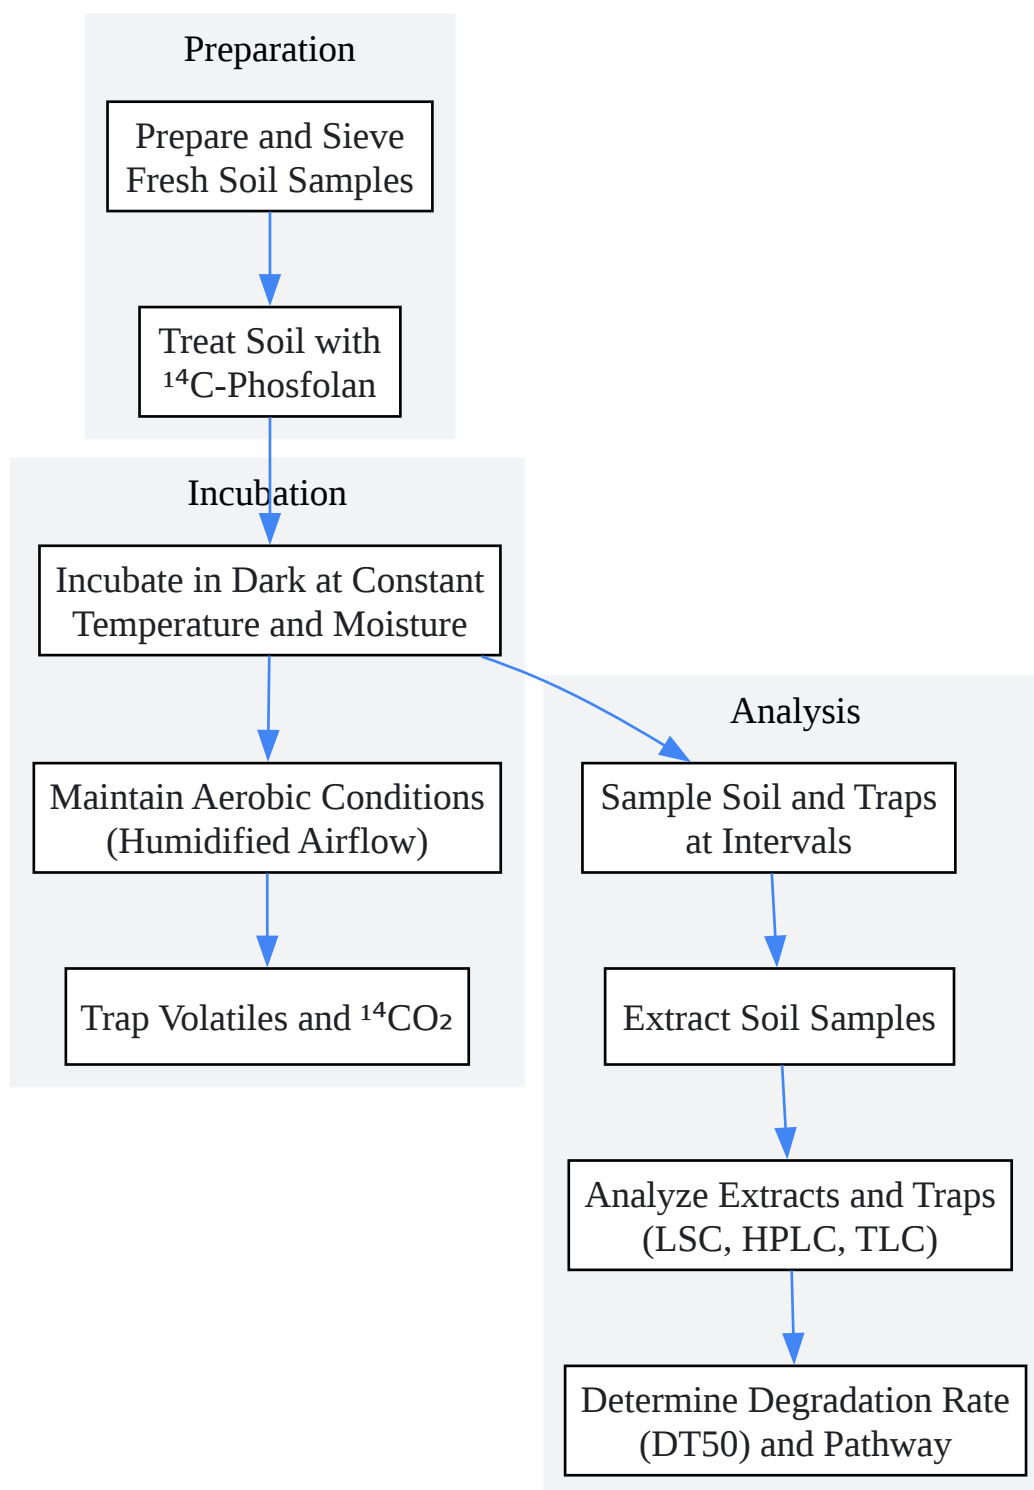 Preparation
Prepare and Sieve
Fresh Soil Samples
Treat Soil with
¹⁴C-Phosfolan
Incubation
Incubate in Dark at Constant
Temperature and Moisture
Maintain Aerobic Conditions
(Humidified Airflow)
Trap Volatiles and ¹⁴CO₂
Analysis
Sample Soil and Traps
at Intervals
Extract Soil Samples
Analyze Extracts and Traps
(LSC, HPLC, TLC)
Determine Degradation Rate
(DT50) and Pathway